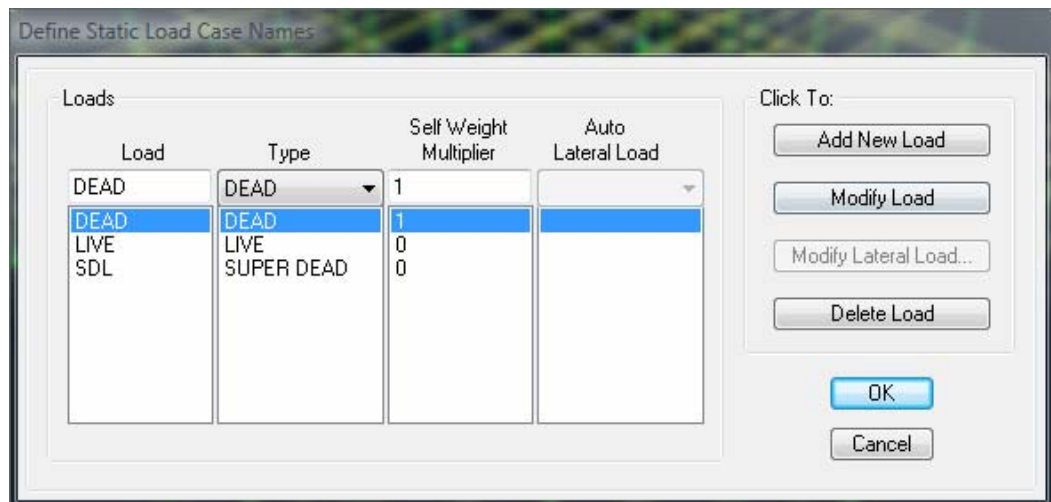 Define Static Load Case Names
Loads
Load Type Self Weight Multiplier Auto Lateral Load
DEAD DEAD 1
DEAD DEAD 1
LIVE LIVE 0
SDL SUPER DEAD 0
Click To:
Add New Load
Modify Load
Modify Lateral Load...
Delete Load
OK
Cancel